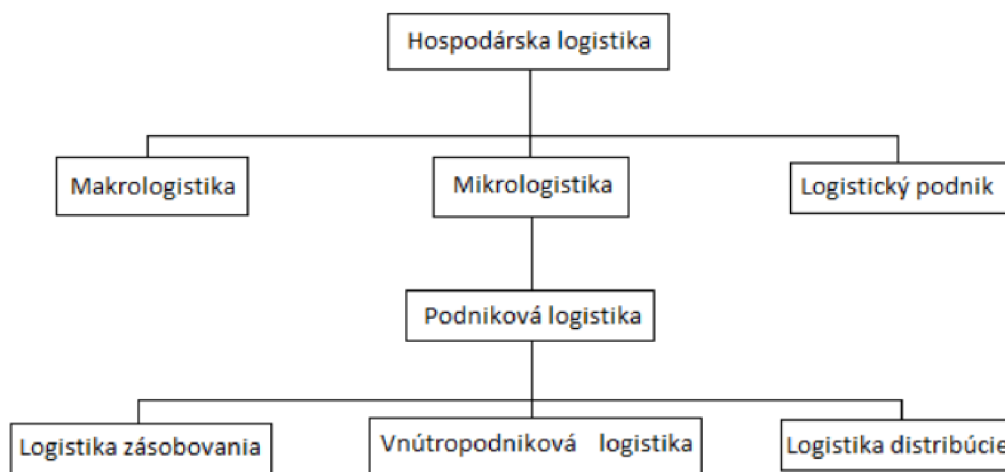 Hospodárska logistika
Makrologistika
Mikrologistika
Logistický podnik
Podniková logistika
Logistika zásobovania
Vnútropodniková logistika
Logistika distribúcie